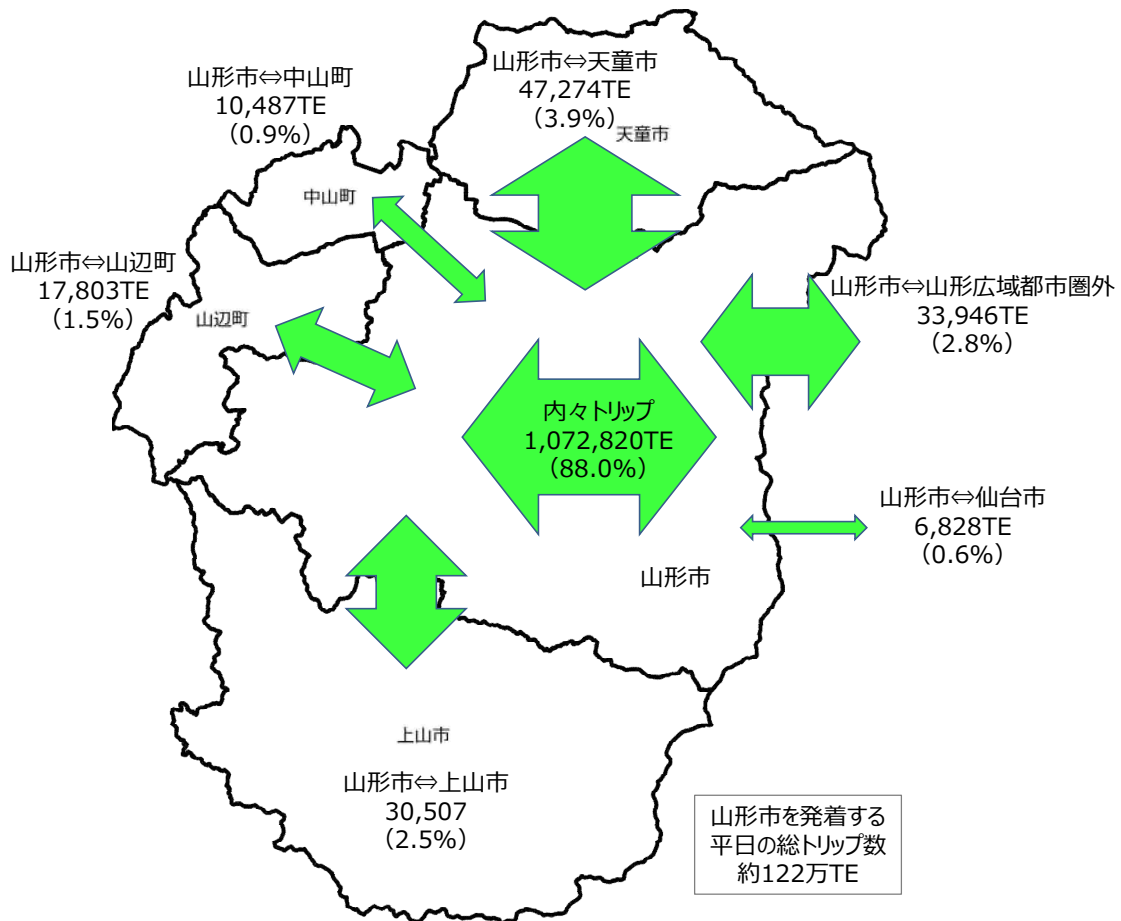 山形市⇔天童市
47,274TE
（3.9%）
天童市
山形市⇔中山町
10,487TE
（0.9%）
中山町
山形市⇔山辺町
17,803TE
（1.5%）
山辺町
山形市⇔山形広域都市圏外
33,946TE
（2.8%）
内々トリップ
1,072,820TE
（88.0%）
山形市⇔仙台市
6,828TE
（0.6%）
山形市
上山市
山形市⇔上山市
30,507
（2.5%）
山形市を発着する
平日の総トリップ数
約122万TE